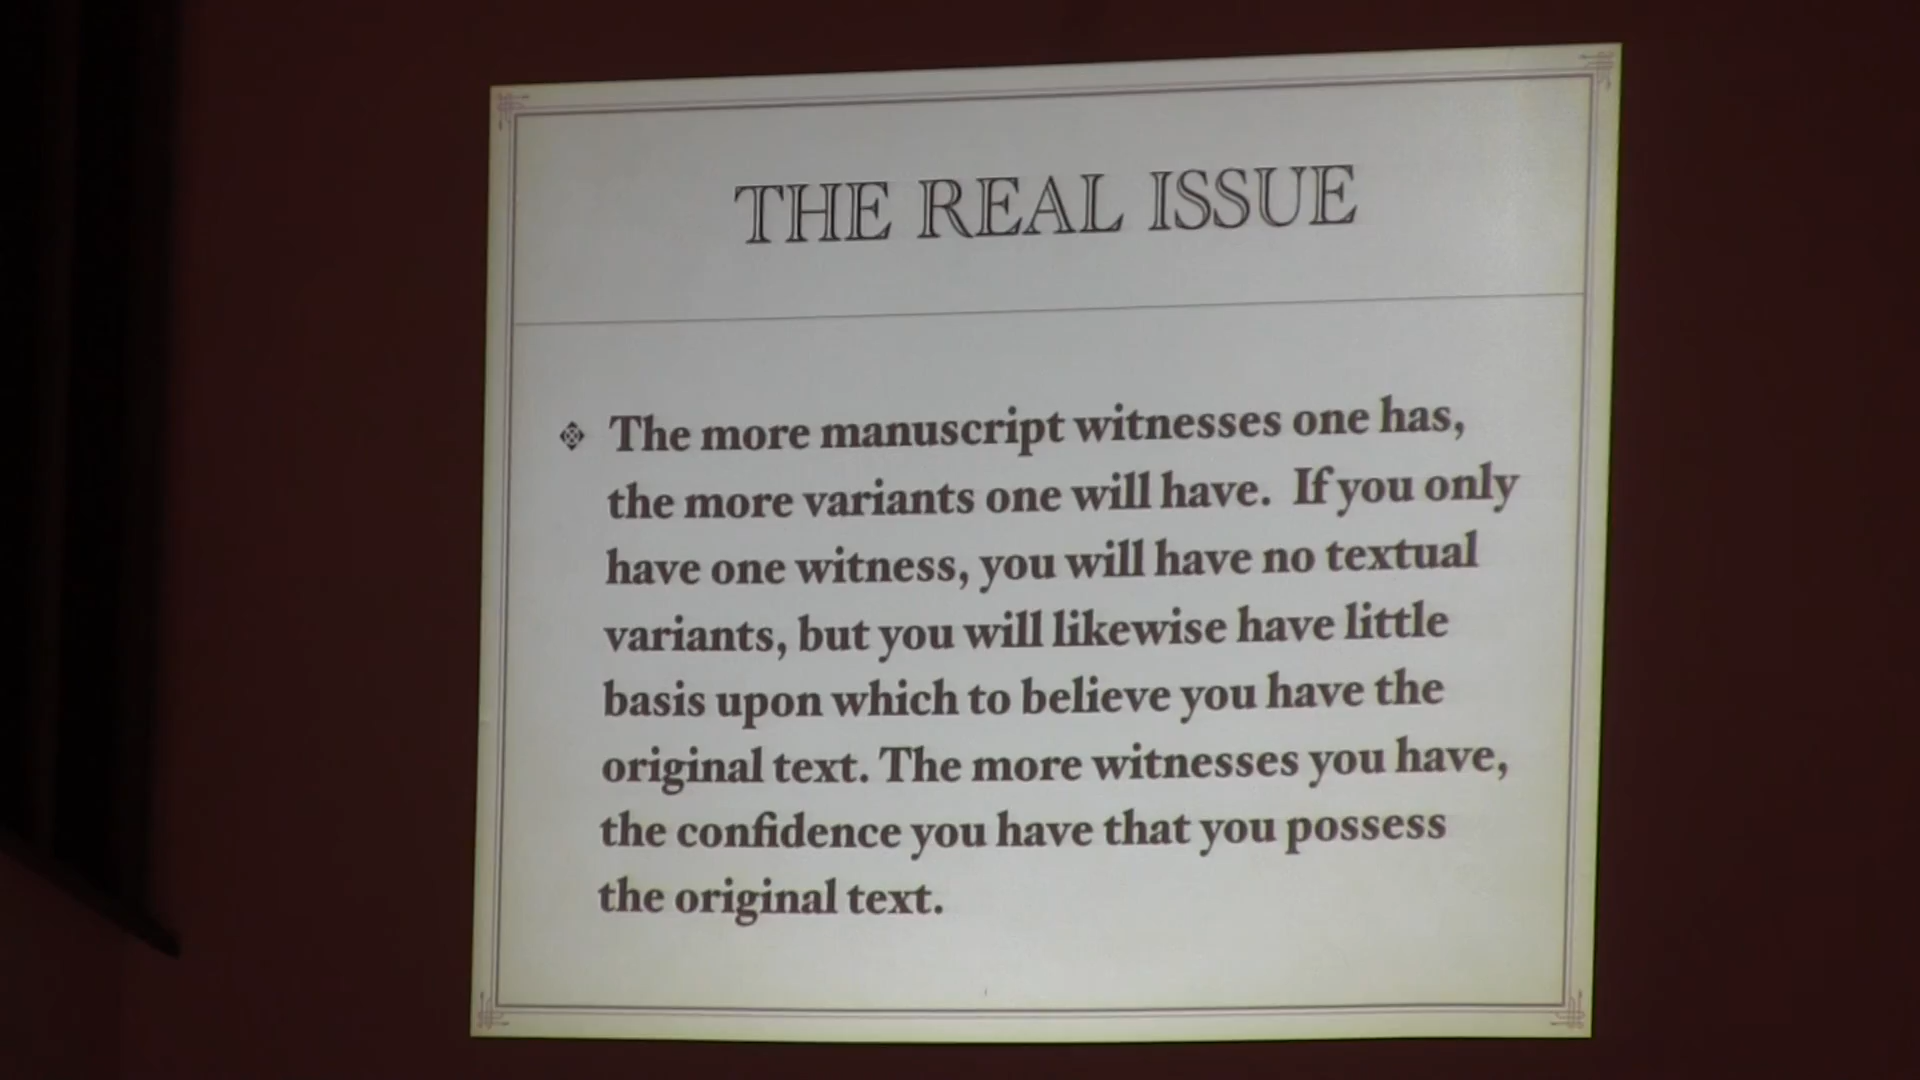 THE REAL ISSUE
The more manuscript witnesses one has,
the more variants one will have. If you only
have one witness, you will have no textual
variants, but you will likewise have little
basis upon which to believe you have the
original text. The more witnesses you have,
the confidence you have that you possess
the original text.